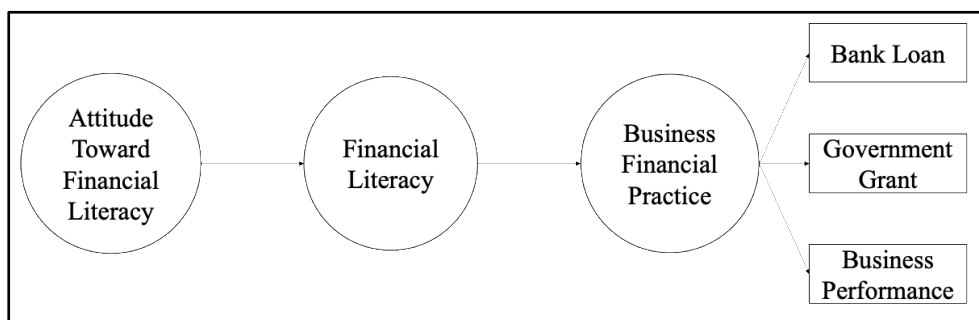 Attitude
Toward
Financial
Literacy
Financial
Literacy
Business
Financial
Practice
Bank Loan
Government
Grant
Business
Performance